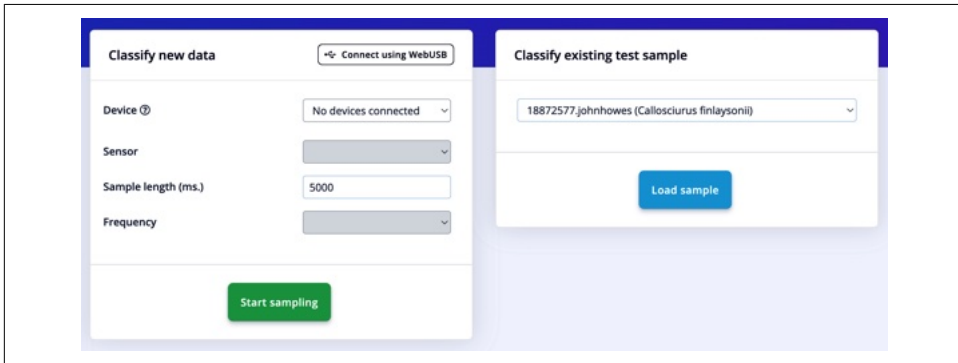 Classify new data
Connect using WebUSB
Device ?
No devices connected
Sensor
Sample length (ms.)
5000
Frequency
Start sampling
Classify existing test sample
18872577.johnhowes (Callosciurus finlaysonii)
Load sample